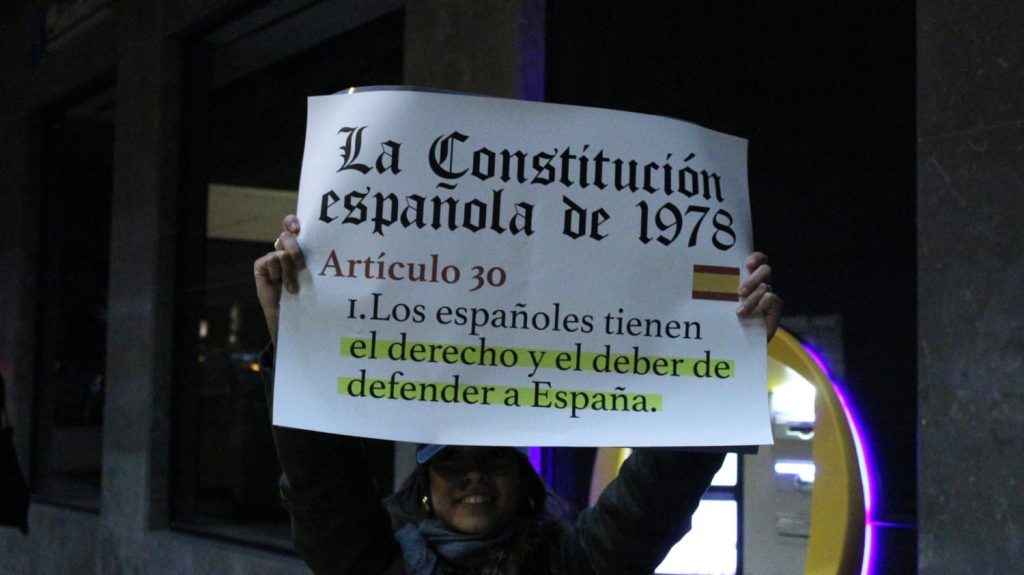 La Constitución
española de 1978
Artículo 30
1.Los españoles tienen
el derecho y el deber de
defender a España.